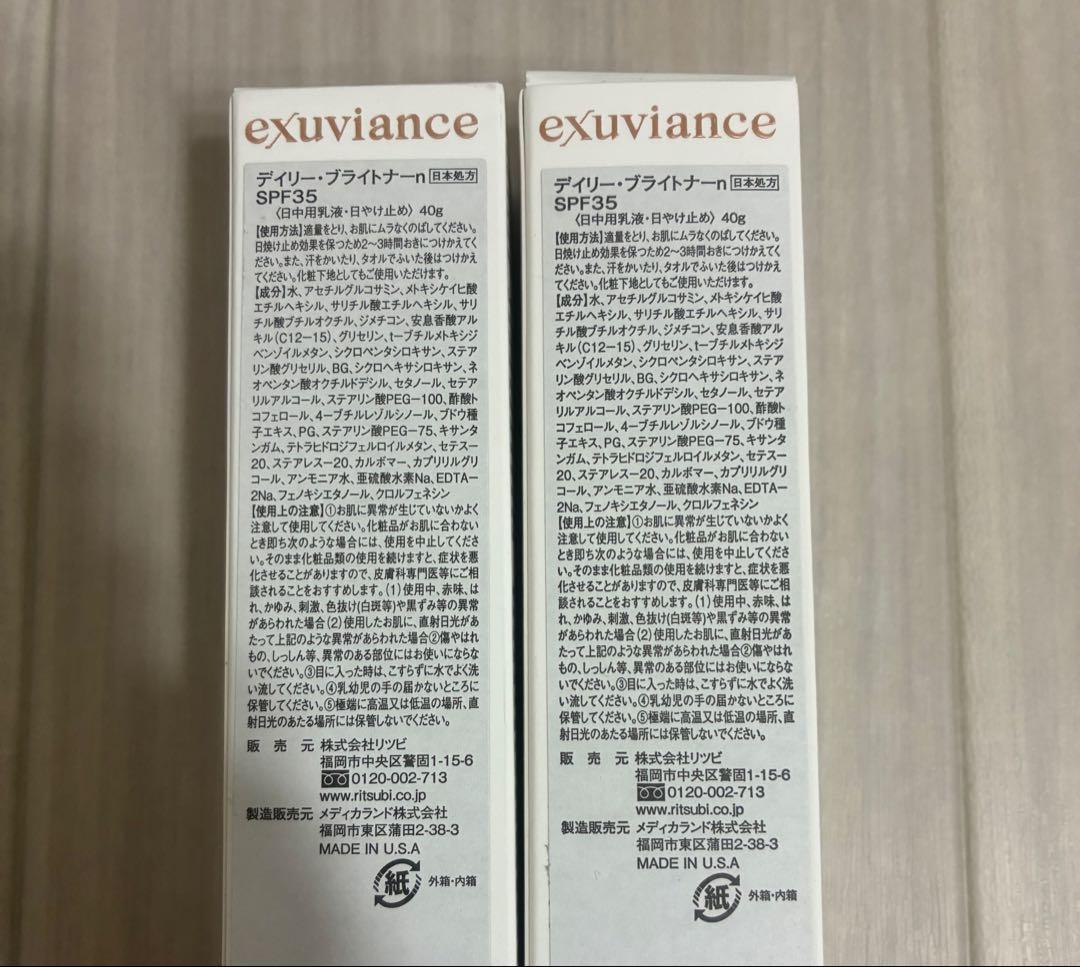 exuviance
デイリー・ブライトナーn 日本処方
SPF35
〈日中用乳液・日やけ止め〉 40g
【使用方法】適量をとり、お肌にムラなくのばしてください。
日焼け止め効果を保つため2〜3時間おきにつけかえてく
ださい。また、汗をかいたり、タオルでふいた後はつけかえ
てください。化粧下地としてもご使用いただけます。
【成分】水、アセチルグルコサミン、メトキシケイヒ酸
エチルヘキシル、サリチル酸エチルヘキシル、サリ
チル酸ブチルオクチル、ジメチコン、安息香酸アル
キル(C12−15)、グリセリン、t−ブチルメトキシジ
ベンゾイルメタン、シクロペンタシロキサン、ステア
リン酸グリセリル、BG、シクロヘキサシロキサン、ネ
オペンタン酸オクチルドデシル、セタノール、セテア
リルアルコール、ステアリン酸PEG−100、酢酸ト
コフェロール、4−ブチルレゾルシノール、ブドウ種
子エキス、PG、ステアリン酸PEG−75、キサンタ
ンガム、テトラヒドロジフェルロイルメタン、セテス−
20、ステアレス−20、カルボマー、カプリリルグリ
コール、アンモニア水、亜硫酸水素Na、EDTA−
2Na、フェノキシエタノール、クロルフェネシン
【使用上の注意】①お肌に異常が生じていないかよく
注意して使用してください。化粧品がお肌に合わない
とき即ち次のような場合には、使用を中止してくださ
い。そのまま化粧品類の使用を続けますと、症状を悪
化させることがありますので、皮膚科専門医等にご相
談されることをおすすめします。(1)使用中、赤味、は
れ、かゆみ、刺激、色抜け(白斑等)や黒ずみ等の異常
があらわれた場合(2)使用したお肌に、直射日光があ
たって上記のような異常があらわれた場合②傷やはれ
もの、しっしん等、異常のある部位にはお使いにならな
いでください。③目に入った時は、こすらずに水でよく洗
い流してください。④乳幼児の手の届かないところに
保管してください。⑤極端に高温又は低温の場所、直
射日光のあたる場所には保管しないでください。
販売元 株式会社リツビ
福岡市中央区警固1-15-6
0120-002-713
www.ritsubi.co.jp
製造販売元 メディカランド株式会社
福岡市東区蒲田2-38-3
MADE IN U.S.A
紙 外箱・内箱
exuviance
デイリー・ブライトナーn 日本処方
SPF35
〈日中用乳液・日やけ止め〉 40g
【使用方法】適量をとり、お肌にムラなくのばしてください。
日焼け止め効果を保つため2〜3時間おきにつけかえてく
ださい。また、汗をかいたり、タオルでふいた後はつけかえ
てください。化粧下地としてもご使用いただけます。
【成分】水、アセチルグルコサミン、メトキシケイヒ酸
エチルヘキシル、サリチル酸エチルヘキシル、サリ
チル酸ブチルオクチル、ジメチコン、安息香酸アル
キル(C12−15)、グリセリン、t−ブチルメトキシジ
ベンゾイルメタン、シクロペンタシロキサン、ステア
リン酸グリセリル、BG、シクロヘキサシロキサン、ネ
オペンタン酸オクチルドデシル、セタノール、セテア
リルアルコール、ステアリン酸PEG−100、酢酸ト
コフェロール、4−ブチルレゾルシノール、ブドウ種
子エキス、PG、ステアリン酸PEG−75、キサンタ
ンガム、テトラヒドロジフェルロイルメタン、セテス−
20、ステアレス−20、カルボマー、カプリリルグリ
コール、アンモニア水、亜硫酸水素Na、EDTA−
2Na、フェノキシエタノール、クロルフェネシン
【使用上の注意】①お肌に異常が生じていないかよく
注意して使用してください。化粧品がお肌に合わない
とき即ち次のような場合には、使用を中止してくださ
い。そのまま化粧品類の使用を続けますと、症状を悪
化させることがありますので、皮膚科専門医等にご相
談されることをおすすめします。(1)使用中、赤味、は
れ、かゆみ、刺激、色抜け(白斑等)や黒ずみ等の異常
があらわれた場合(2)使用したお肌に、直射日光があ
たって上記のような異常があらわれた場合②傷やはれ
もの、しっしん等、異常のある部位にはお使いにならな
いでください。③目に入った時は、こすらずに水でよく洗
い流してください。④乳幼児の手の届かないところに
保管してください。⑤極端に高温又は低温の場所、直
射日光のあたる場所には保管しないでください。
販売元 株式会社リツビ
福岡市中央区警固1-15-6
0120-002-713
www.ritsubi.co.jp
製造販売元 メディカランド株式会社
福岡市東区蒲田2-38-3
MADE IN U.S.A
紙 外箱・内箱